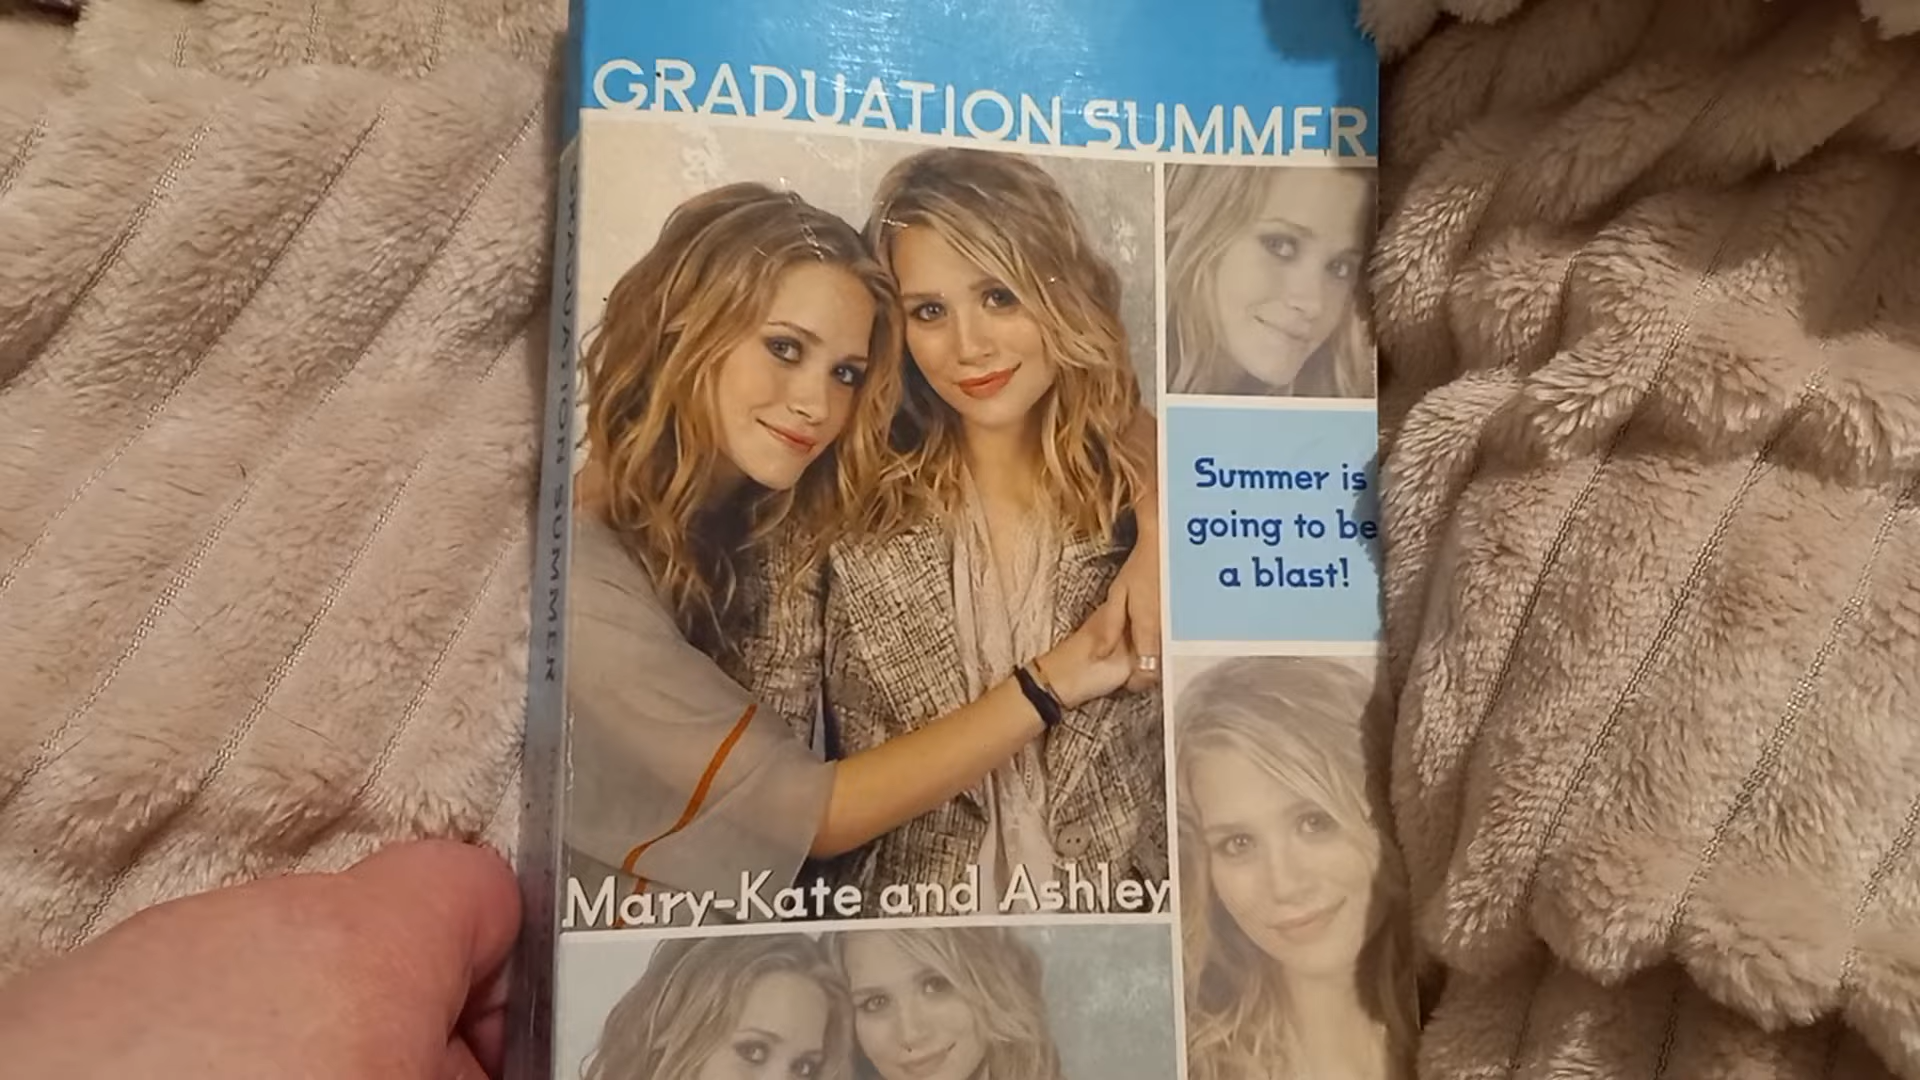 GRADUATION SUMMER
GRADUATION SUMMER
Summer is
going to be
a blast!
Mary-Kate and Ashley